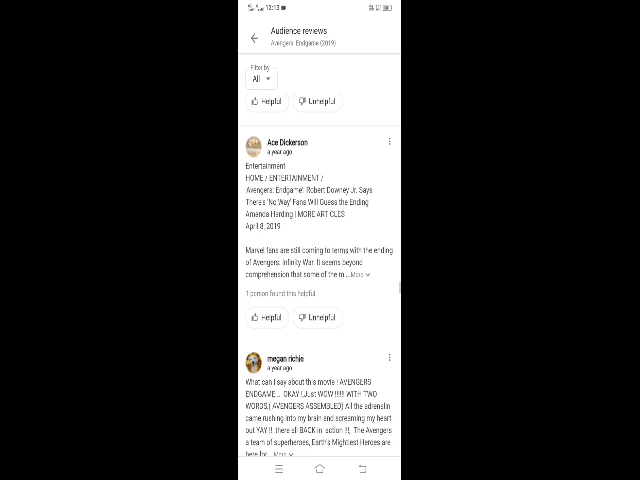 12:13
Audience reviews
Avengers: Endgame (2019)
Filter by
All
Helpful Unhelpful
Ace Dickerson
a year ago
Entertainment
HOME / ENTERTAINMENT /
'Avengers: Endgame': Robert Downey Jr. Says
There's 'No Way' Fans Will Guess the Ending
Amanda Harding | MORE ARTICLES
April 8, 2019
Marvel fans are still coming to terms with the ending
of Avengers: Infinity War. It seems beyond
comprehension that some of the m... More
1 person found this helpful
Helpful Unhelpful
megan richie
a year ago
What can I say about this movie ! AVENGERS
ENDGAME... OKAY !,Just WOW !!!!!! WITH TWO
WORDS,( AVENGERS ASSEMBLED) All the adrenalin
came rushing into my brain and screaming my heart
out YAY !! there all BACK in action !!!, The Avengers
a team of superheroes, Earth's Mightiest Heroes are
here for... More